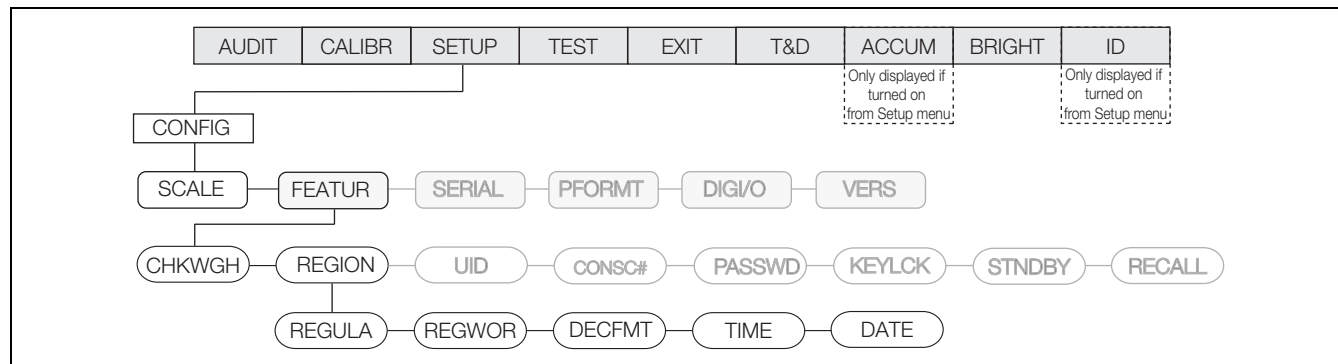 AUDIT CALIBR SETUP TEST EXIT T&D ACCUM BRIGHT ID
Only displayed if
turned on
from Setup menu
Only displayed if
turned on
from Setup menu
CONFIG
SCALE FEATUR SERIAL PFORMT DIGI/O VERS
CHKWGH REGION UID CONSC# PASSWD KEYLCK STNDBY RECALL
REGULA REGWOR DECFMT TIME DATE